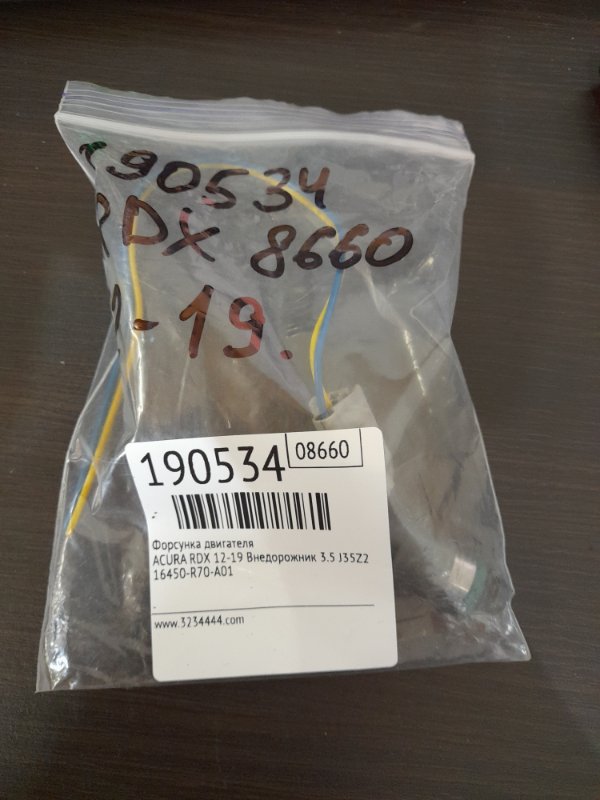 190534
RDX 8660
12-19.
190534
08660
Форсунка двигателя
ACURA RDX 12-19 Внедорожник 3.5 J35Z2
16450-R70-A01
www.3234444.com